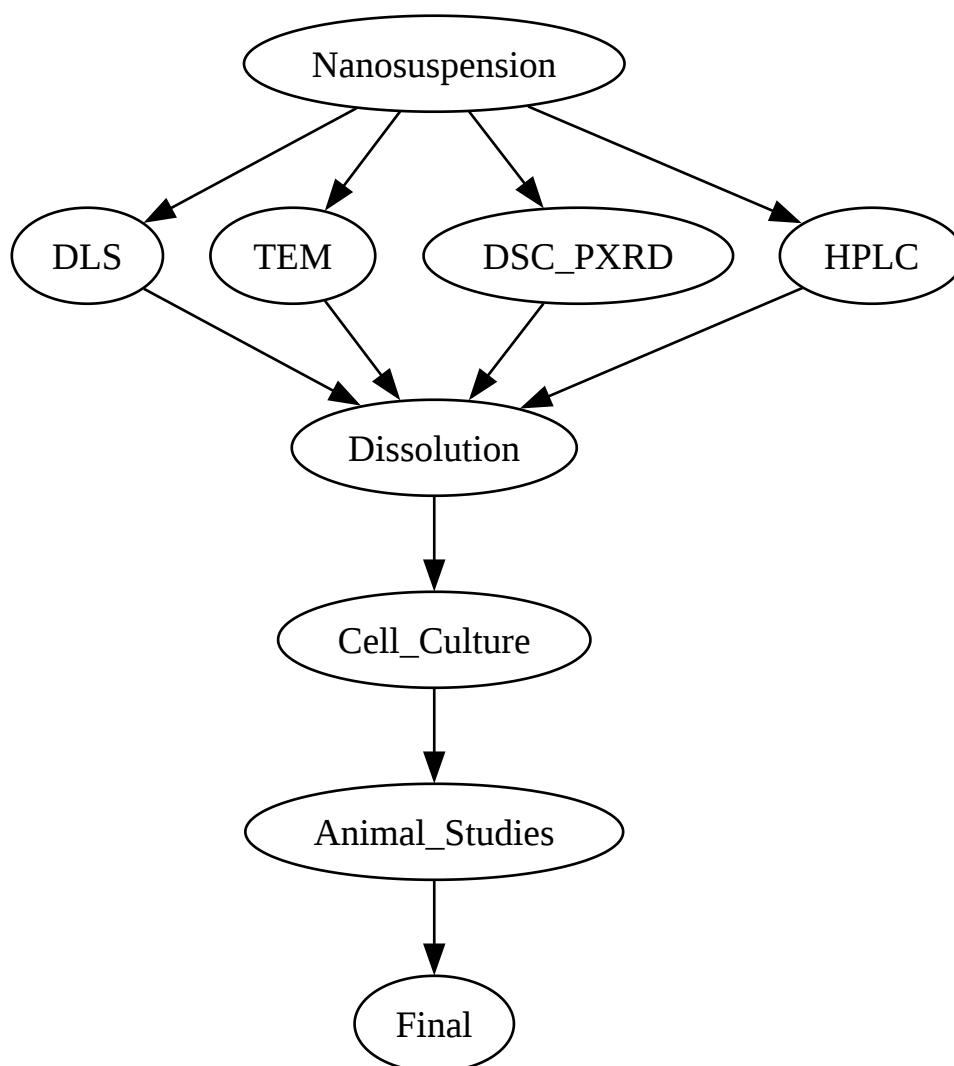 Nanosuspension
DLS
TEM
DSC_PXRD
HPLC
Dissolution
Cell_Culture
Animal_Studies
Final